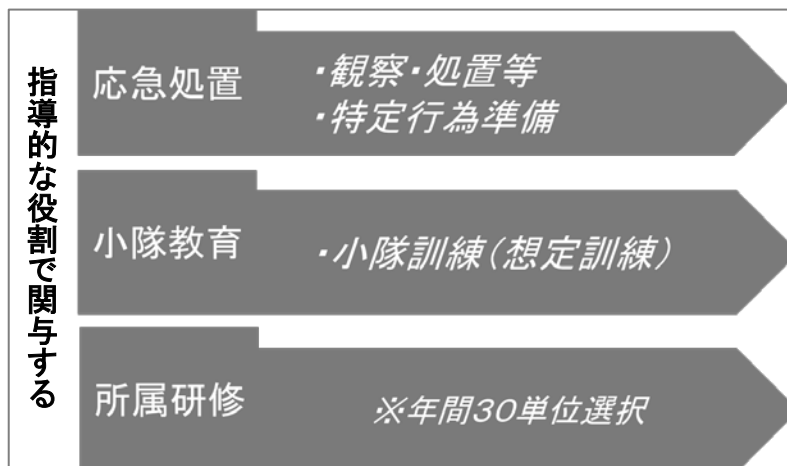 指導的な役割で関与する
応急処置
・観察・処置等
・特定行為準備
小隊教育
・小隊訓練（想定訓練）
所属研修
※年間30単位選択